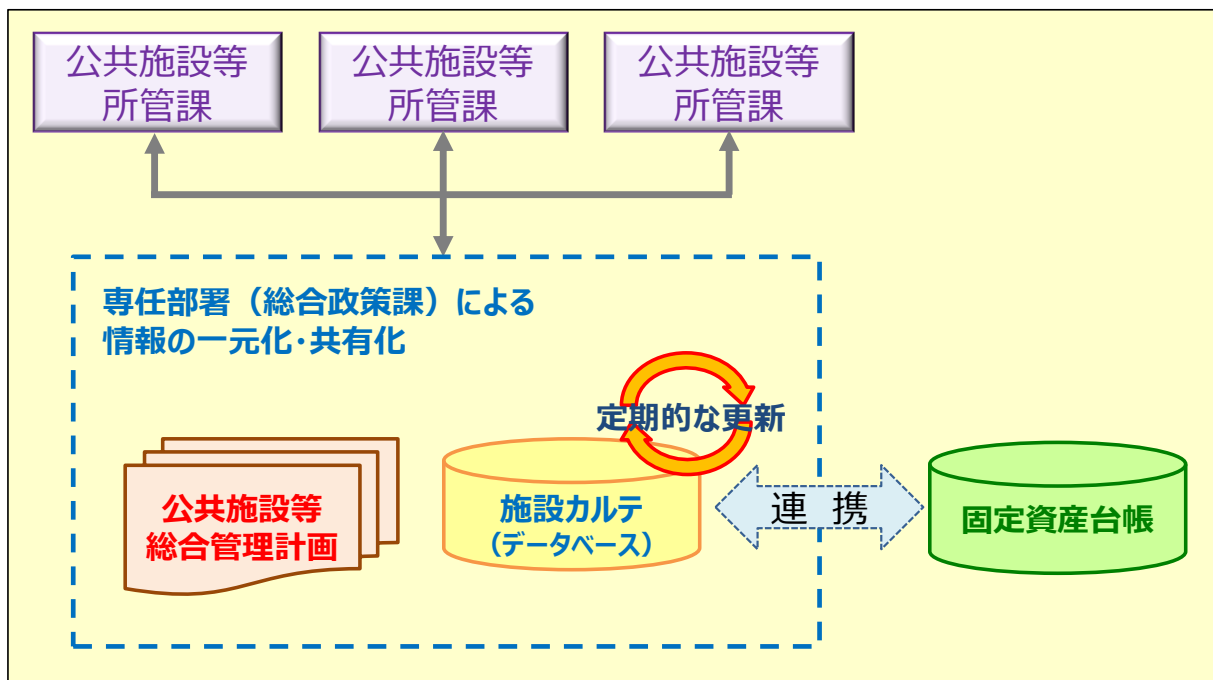 公共施設等
所管課
公共施設等
所管課
公共施設等
所管課
専任部署（総合政策課）による
情報の一元化・共有化
定期的な更新
公共施設等
総合管理計画
施設カルテ
（データベース）
連 携
固定資産台帳